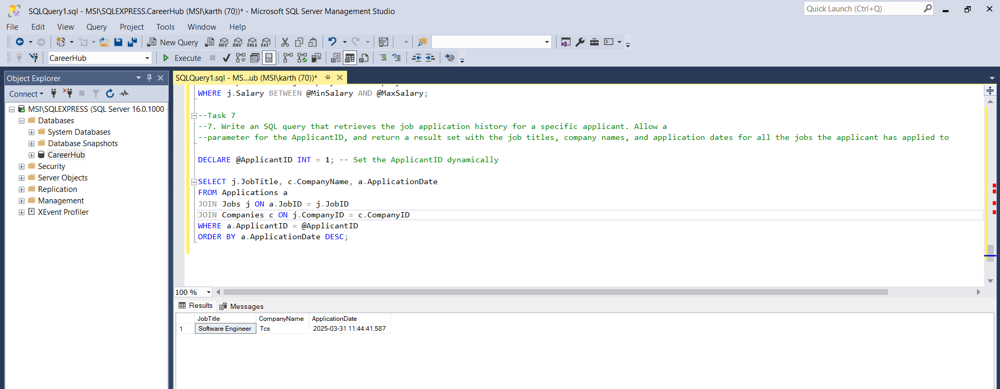 SQLQuery1.sql - MSI\SQLEXPRESS.CareerHub (MSI\karth (70))* - Microsoft SQL Server Management Studio
Quick Launch (Ctrl+Q)
File Edit View Query Project Tools Window Help
New Query
MDX DMX XMLA DAX
CareerHub
Execute
Object Explorer
Connect
MSI\SQLEXPRESS (SQL Server 16.0.1000 -
Databases
System Databases
Database Snapshots
CareerHub
Security
Server Objects
Replication
Management
XEvent Profiler
SQLQuery1.sql - MS...ub (MSI\karth (70))*
WHERE j.Salary BETWEEN @MinSalary AND @MaxSalary;
--Task 7
--7. Write an SQL query that retrieves the job application history for a specific applicant. Allow a
--parameter for the ApplicantID, and return a result set with the job titles, company names, and application dates for all the jobs the applicant has applied to
DECLARE @ApplicantID INT = 1; -- Set the ApplicantID dynamically
SELECT j.JobTitle, c.CompanyName, a.ApplicationDate
FROM Applications a
JOIN Jobs j ON a.JobID = j.JobID
JOIN Companies c ON j.CompanyID = c.CompanyID
WHERE a.ApplicantID = @ApplicantID
ORDER BY a.ApplicationDate DESC;
100 %
Results Messages
JobTitle CompanyName ApplicationDate
1 Software Engineer Tcs 2025-03-31 11:44:41.587